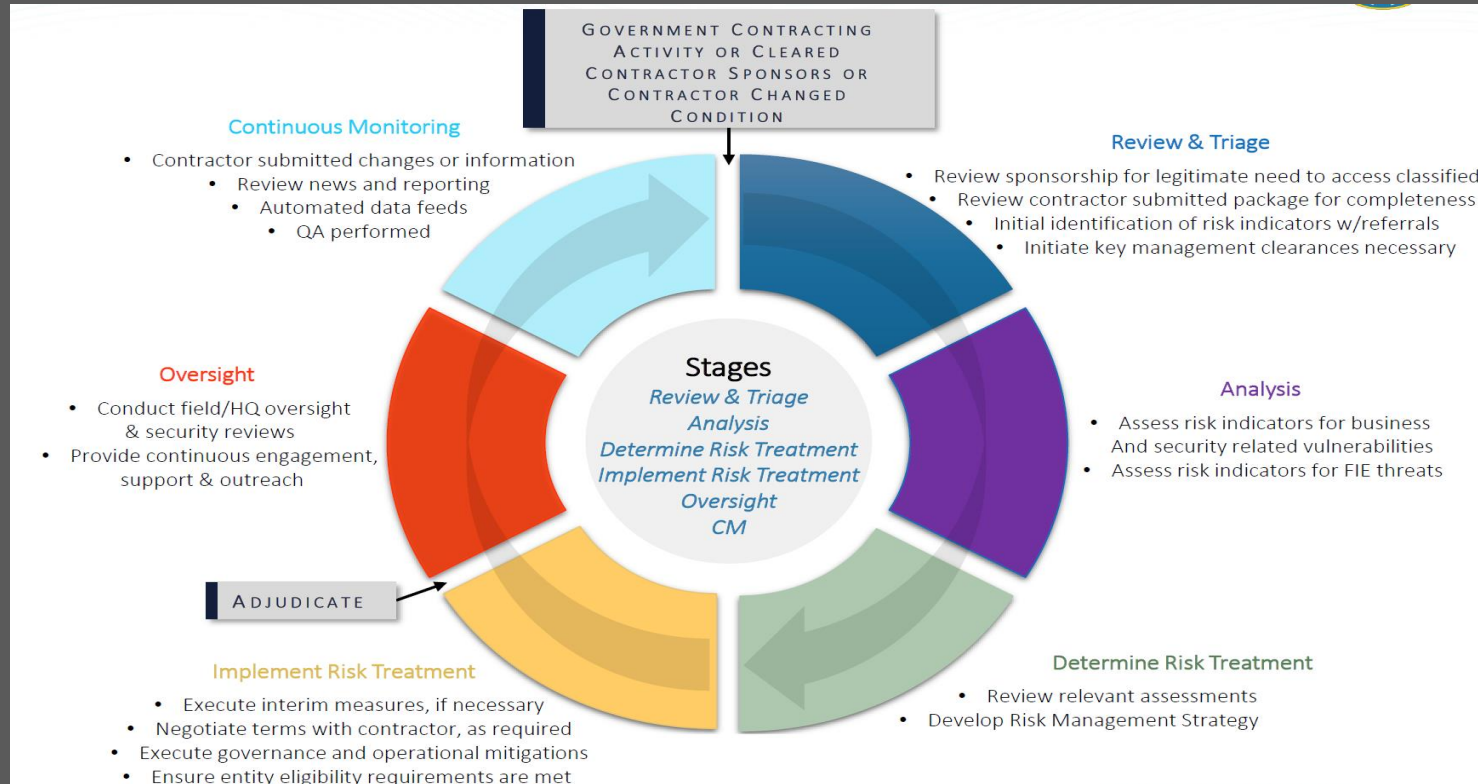 GOVERNMENT CONTRACTING
ACTIVITY OR CLEARED
CONTRACTOR SPONSORS OR
CONTRACTOR CHANGED
CONDITION
Continuous Monitoring
• Contractor submitted changes or information
• Review news and reporting
• Automated data feeds
• QA performed
Review & Triage
• Review sponsorship for legitimate need to access classified
• Review contractor submitted package for completeness
• Initial identification of risk indicators w/referrals
• Initiate key management clearances necessary
Oversight
• Conduct field/HQ oversight
& security reviews
• Provide continuous engagement,
support & outreach
Stages
Review & Triage
Analysis
Determine Risk Treatment
Implement Risk Treatment
Oversight
CM
Analysis
• Assess risk indicators for business
And security related vulnerabilities
• Assess risk indicators for FIE threats
ADJUDICATE
Implement Risk Treatment
• Execute interim measures, if necessary
• Negotiate terms with contractor, as required
• Execute governance and operational mitigations
• Ensure entity eligibility requirements are met
Determine Risk Treatment
• Review relevant assessments
• Develop Risk Management Strategy